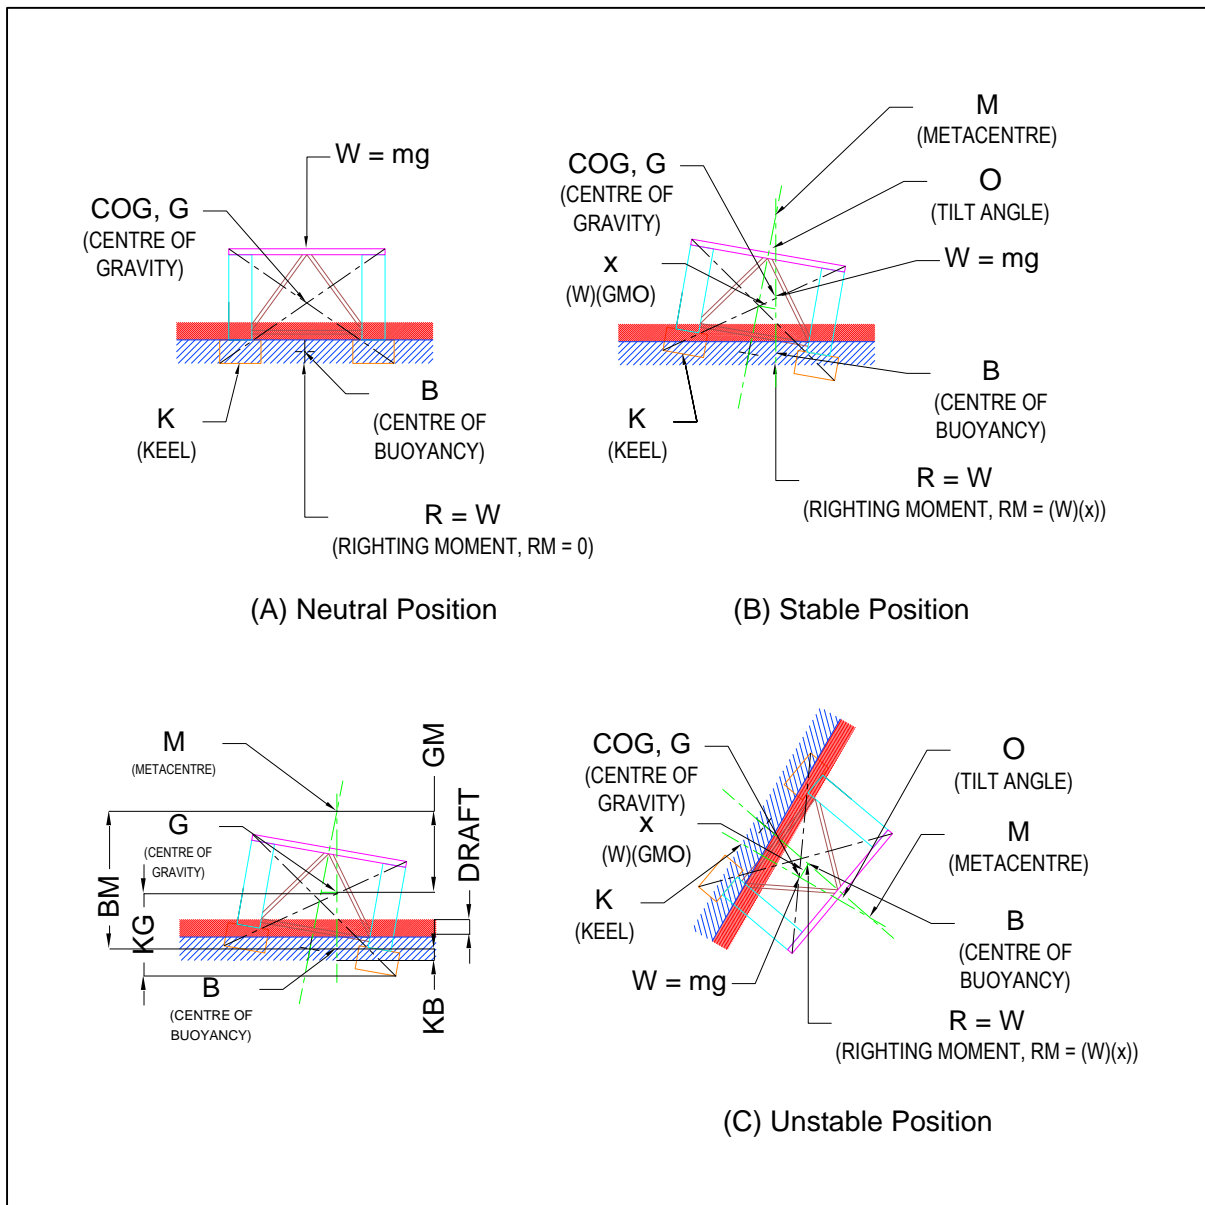 W = mg
COG, G
(CENTRE OF
GRAVITY)
K
(KEEL)
B
(CENTRE OF
BUOYANCY)
R = W
(RIGHTING MOMENT, RM = 0)
(A) Neutral Position
M
(METACENTRE)
COG, G
(CENTRE OF
GRAVITY)
O
(TILT ANGLE)
x
(W)(GMO)
W = mg
B
(CENTRE OF
BUOYANCY)
K
(KEEL)
R = W
(RIGHTING MOMENT, RM = (W)(x))
(B) Stable Position
M
(METACENTRE)
GM
G
(CENTRE OF
GRAVITY)
DRAFT
BM
KG
B
(CENTRE OF
BUOYANCY)
KB
COG, G
(CENTRE OF
GRAVITY)
x
(W)(GMO)
K
(KEEL)
W = mg
O
(TILT ANGLE)
M
(METACENTRE)
B
(CENTRE OF
BUOYANCY)
R = W
(RIGHTING MOMENT, RM = (W)(x))
(C) Unstable Position